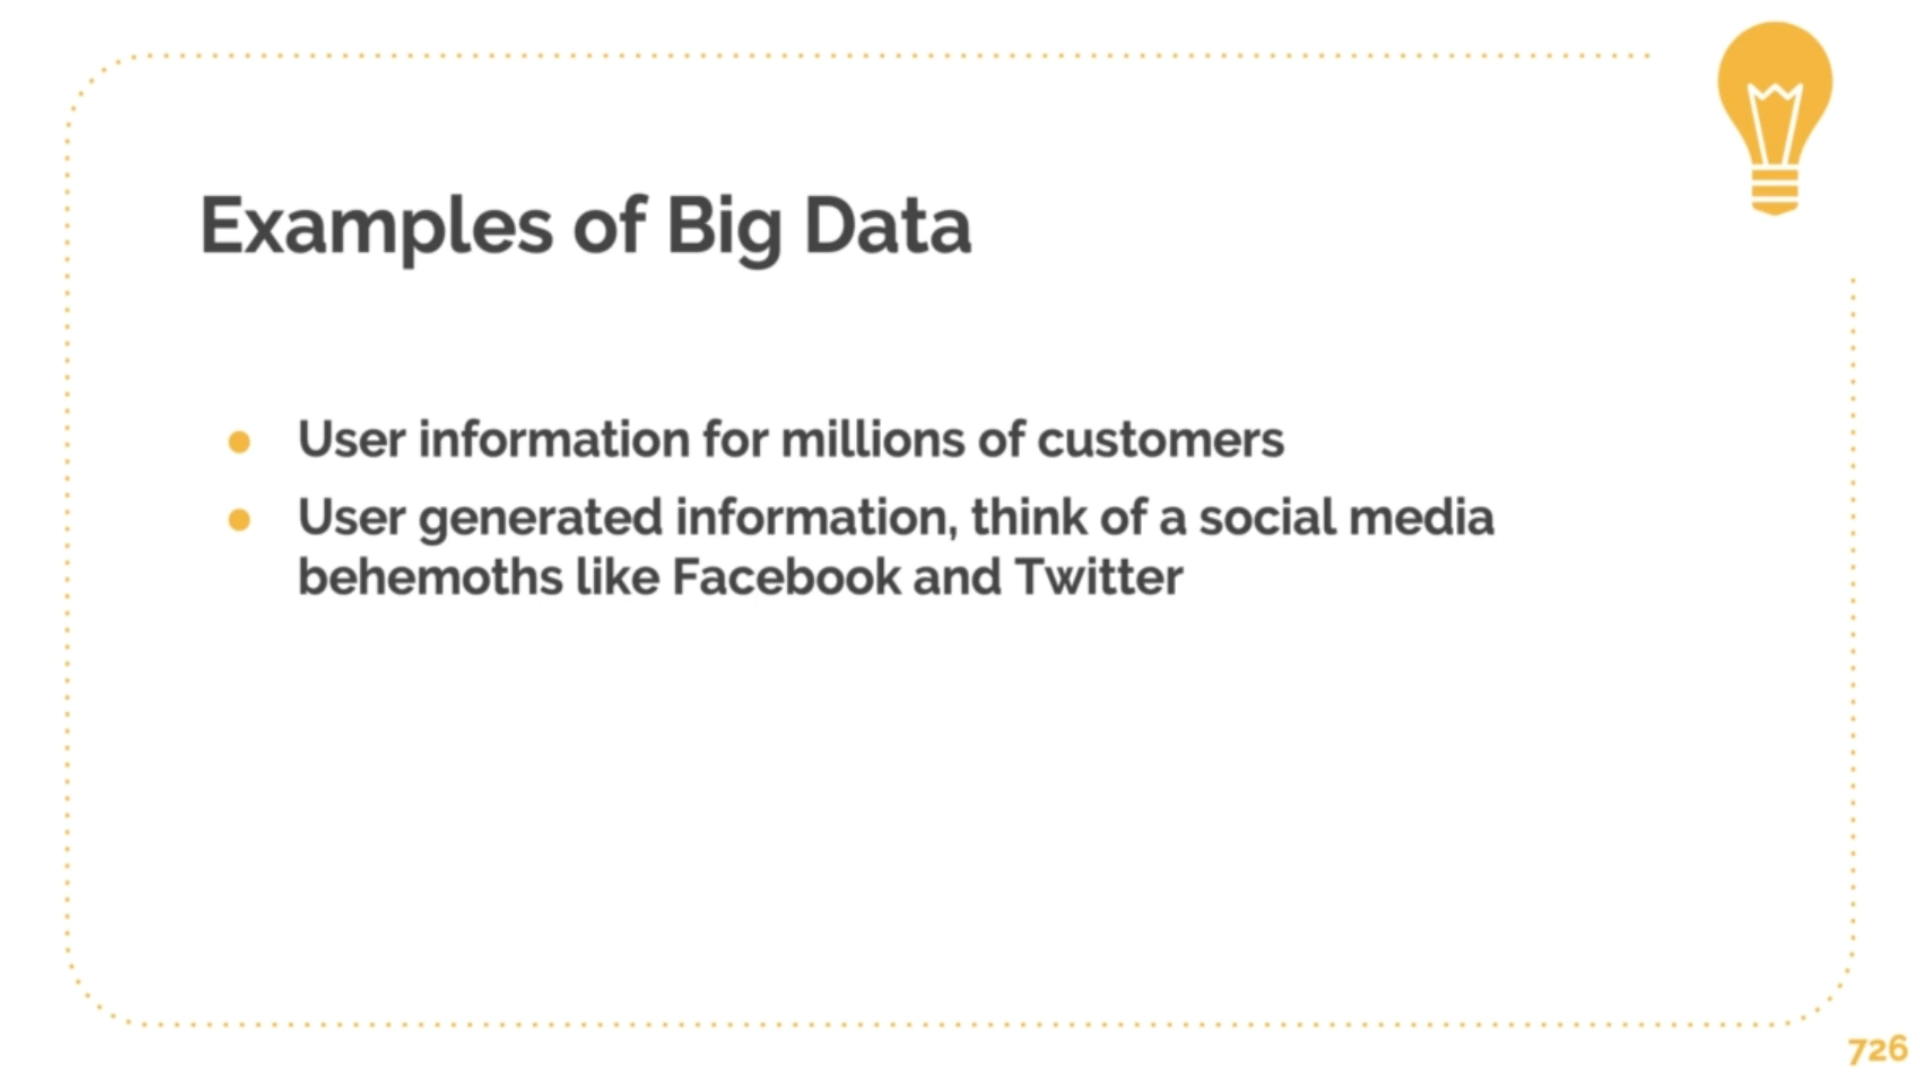 Examples of Big Data
● User information for millions of customers
● User generated information, think of a social media
behemoths like Facebook and Twitter
726